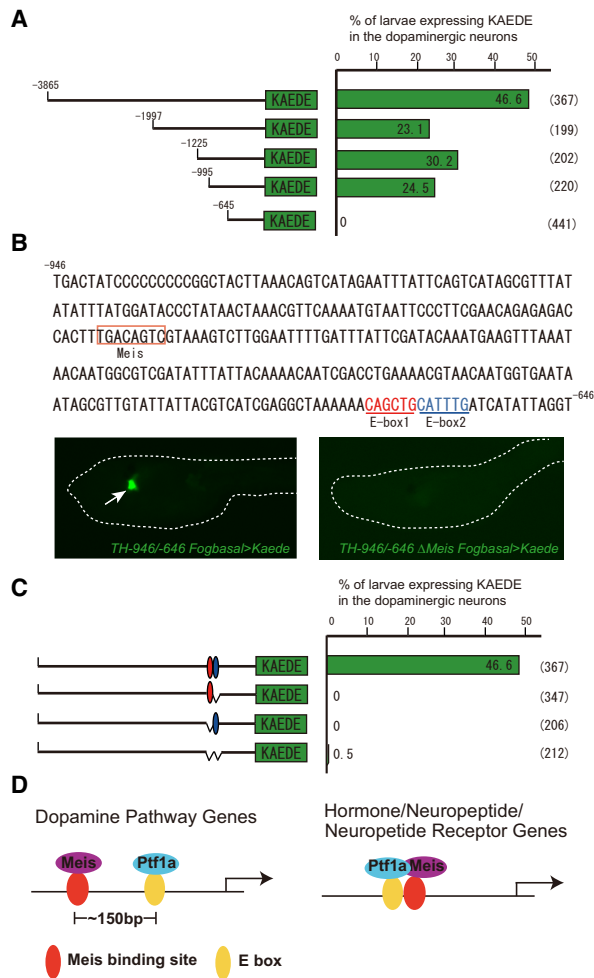 A
% of larvae expressing KAEDE
in the dopaminergic neurons
0 10 20 30 40 50
-3865
KAEDE
46.6
(367)
-1997
KAEDE
23.1
(199)
-1225
KAEDE
30.2
(202)
-995
KAEDE
24.5
(220)
-645
KAEDE
0
(441)
B
-946
TGACTATCCCCCCCCCGGCTACTTAAACAGTCATAGAATTTATTCAGTCATAGCGTTTAT
ATATTTATGGATACCCTATAACTAAACGTTCAAAATGTAATTCCCTTCGAACAGAGAGAC
CACTTTTGACAGTCGTAAAGTCTTGGAATTTTGATTTATTCGATACAAATGAAGTTTAAAT
Meis
AACAATGGCGTCGATATTTATTACAAAACAATCGACCTGAAAACGTAACAATGGTGAATA
ATAGCGTTGTATTATTACGTCATCGAGGCTAAAAAACAGCTGCATTTGATCATATTAGGT
-646
E-box1 E-box2
TH-946/-646 Fogbasal>Kaede
TH-946/-646 ΔMeis Fogbasal>Kaede
C
% of larvae expressing KAEDE
in the dopaminergic neurons
0 10 20 30 40 50
KAEDE
46.6
(367)
KAEDE
0
(347)
KAEDE
0
(206)
KAEDE
0.5
(212)
D
Dopamine Pathway Genes
Hormone/Neuropeptide/
Neuropetide Receptor Genes
Meis
Ptf1a
Ptf1a
Meis
~150bp
Meis binding site
E box